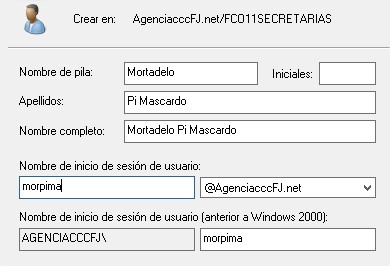 Crear en: AgenciacccFJ.net/FCO11SECRETARIAS
Nombre de pila: Mortadelo Iniciales:
Apellidos: Pi Mascardo
Nombre completo: Mortadelo Pi Mascardo
Nombre de inicio de sesión de usuario:
morpima @AgenciacccFJ.net
Nombre de inicio de sesión de usuario (anterior a Windows 2000):
AGENCIACCCFJ\ morpima